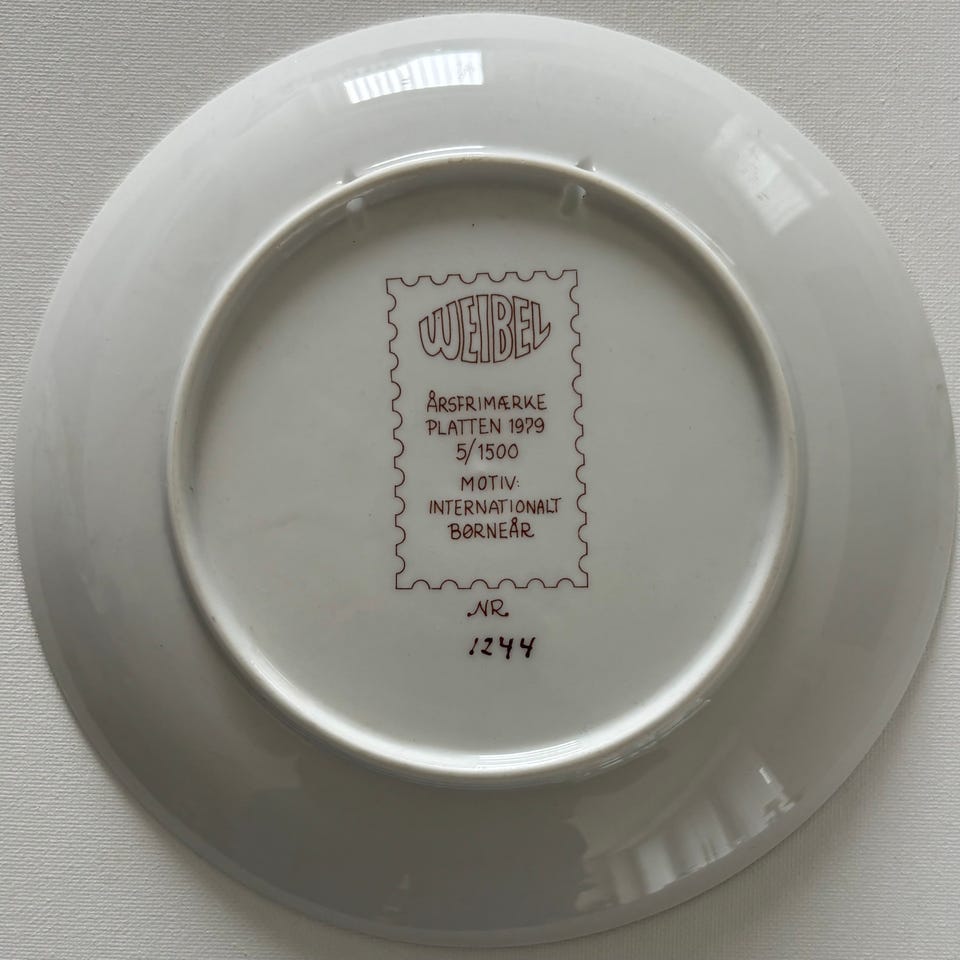 WEIBEL
ÅRSFRIMÆRKE
PLATTEN 1979
5/1500
MOTIV:
INTERNATIONALT
BØRNEÅR
NR
1244